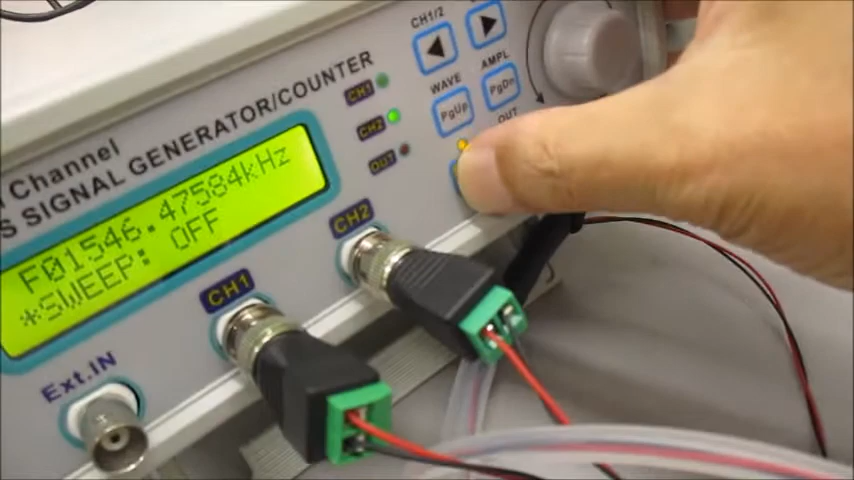 Channel
S SIGNAL GENERATOR/COUNTER
F01546.47584kHz
*SWEEP: OFF
CH1/2
WAVE
AMPL
PgUp
PgDn
OUT
CH1
CH2
OUT
CH1
CH2
Ext.IN